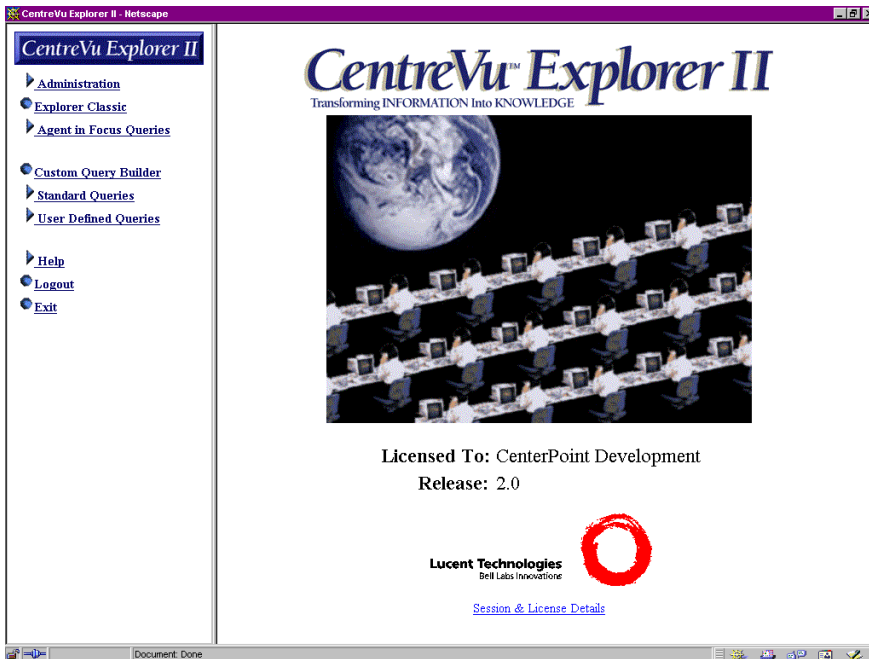 CentreVu Explorer II - Netscape
CentreVu Explorer II
Administration
Explorer Classic
Agent in Focus Queries
Custom Query Builder
Standard Queries
User Defined Queries
Help
Logout
Exit
CentreVu™ Explorer II
Transforming INFORMATION Into KNOWLEDGE
Licensed To: CenterPoint Development
Release: 2.0
Lucent Technologies
Bell Labs Innovations
Session & License Details
Document: Done